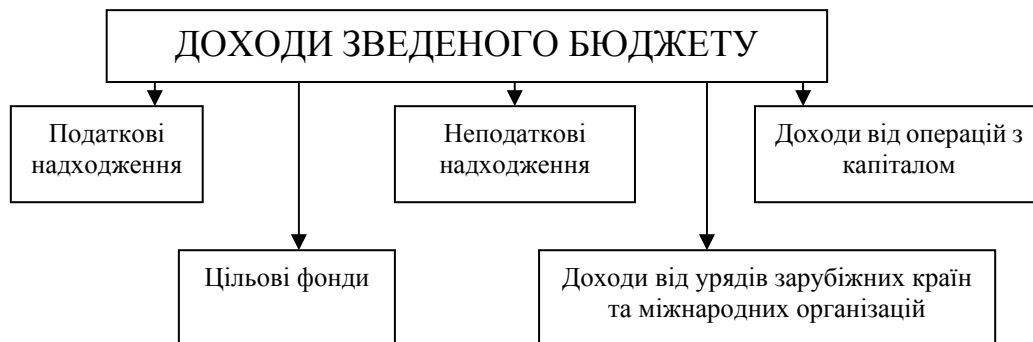 ДОХОДИ ЗВЕДЕНОГО БЮДЖЕТУ
Податкові
надходження
Неподаткові
надходження
Доходи від операцій з
капіталом
Цільові фонди
Доходи від урядів зарубіжних країн
та міжнародних організацій